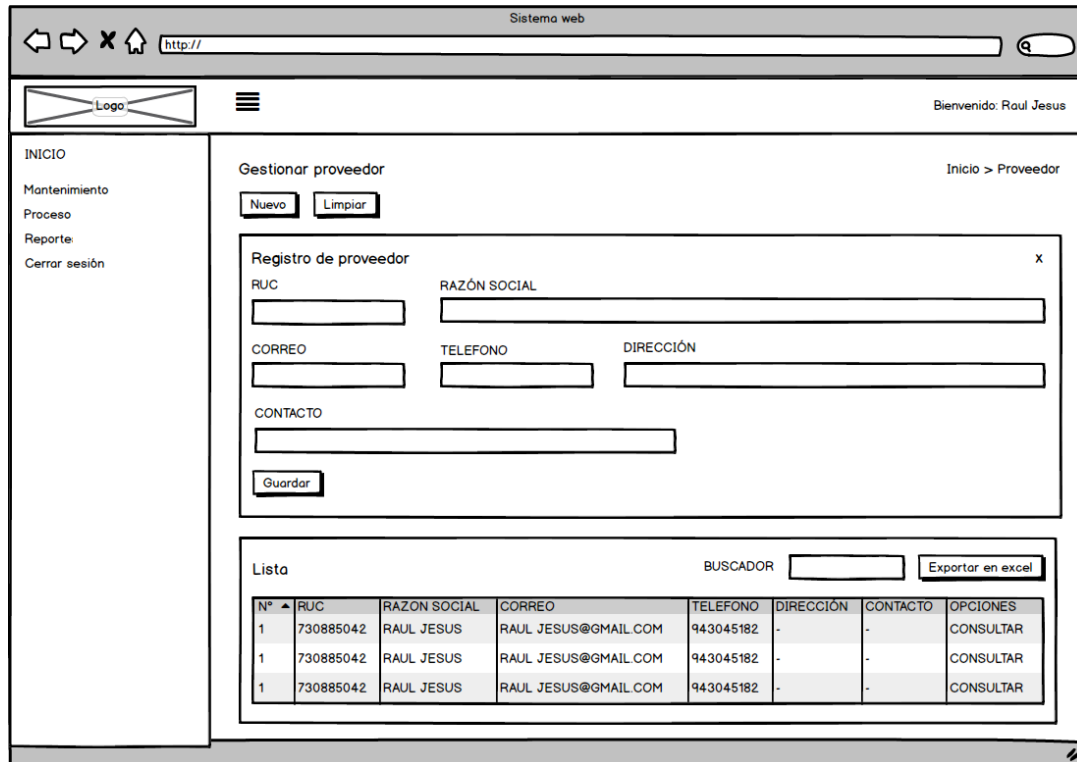 Sistema web
http://
Logo
Bienvenido: Raul Jesus
INICIO
Mantenimiento
Proceso
Reporte
Cerrar sesión
Gestionar proveedor
Inicio > Proveedor
Nuevo Limpiar
Registro de proveedor x
RUC RAZÓN SOCIAL
CORREO TELEFONO DIRECCIÓN
CONTACTO
Guardar
Lista BUSCADOR Exportar en excel
N° RUC RAZON SOCIAL CORREO TELEFONO DIRECCIÓN CONTACTO OPCIONES
1 730885042 RAUL JESUS RAUL JESUS@GMAIL.COM 943045182 - - CONSULTAR
1 730885042 RAUL JESUS RAUL JESUS@GMAIL.COM 943045182 - - CONSULTAR
1 730885042 RAUL JESUS RAUL JESUS@GMAIL.COM 943045182 - - CONSULTAR